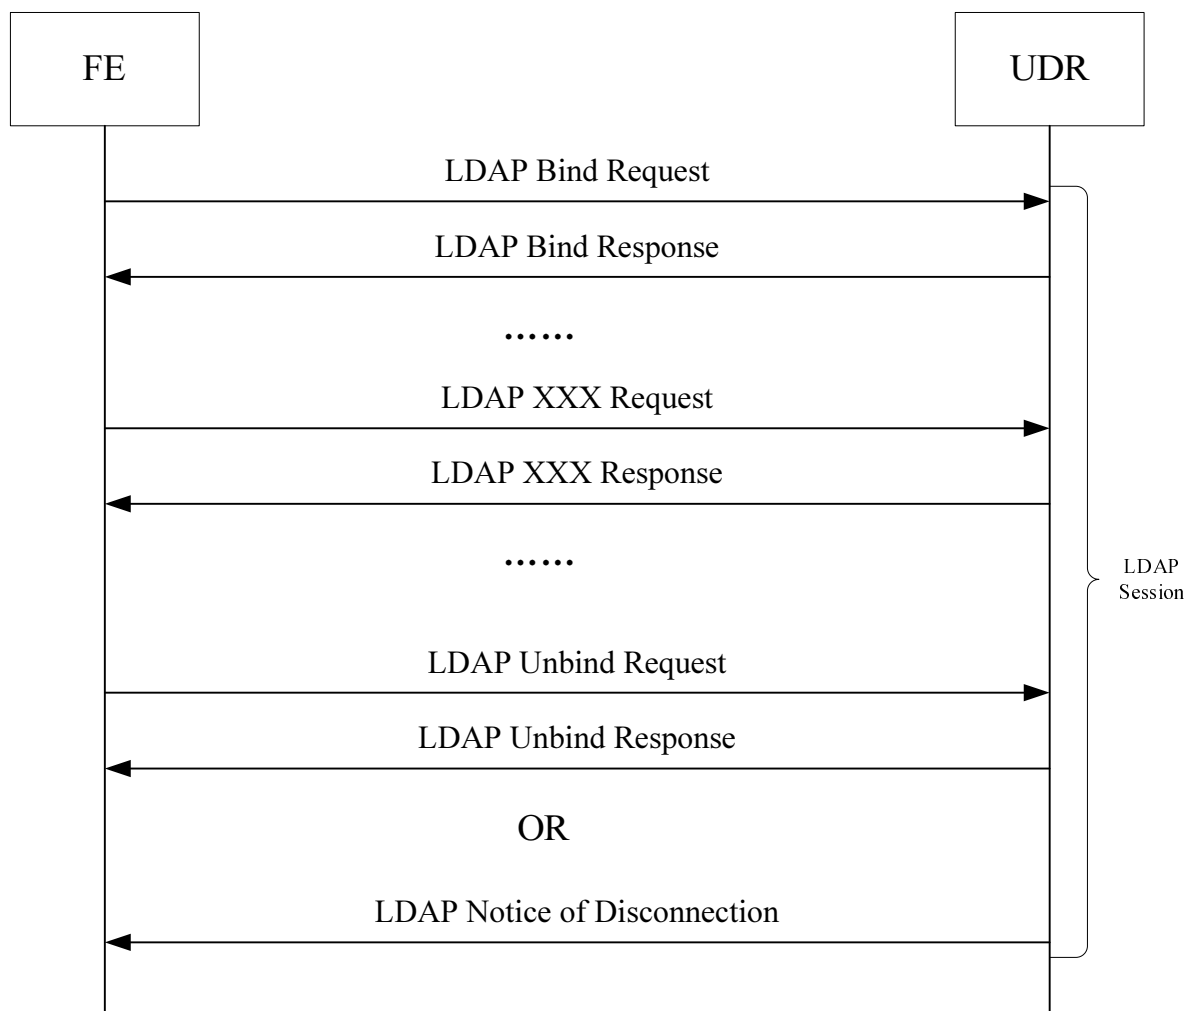 FE
UDR
LDAP Bind Request
LDAP Bind Response
……
LDAP XXX Request
LDAP XXX Response
……
LDAP
Session
LDAP Unbind Request
LDAP Unbind Response
OR
LDAP Notice of Disconnection